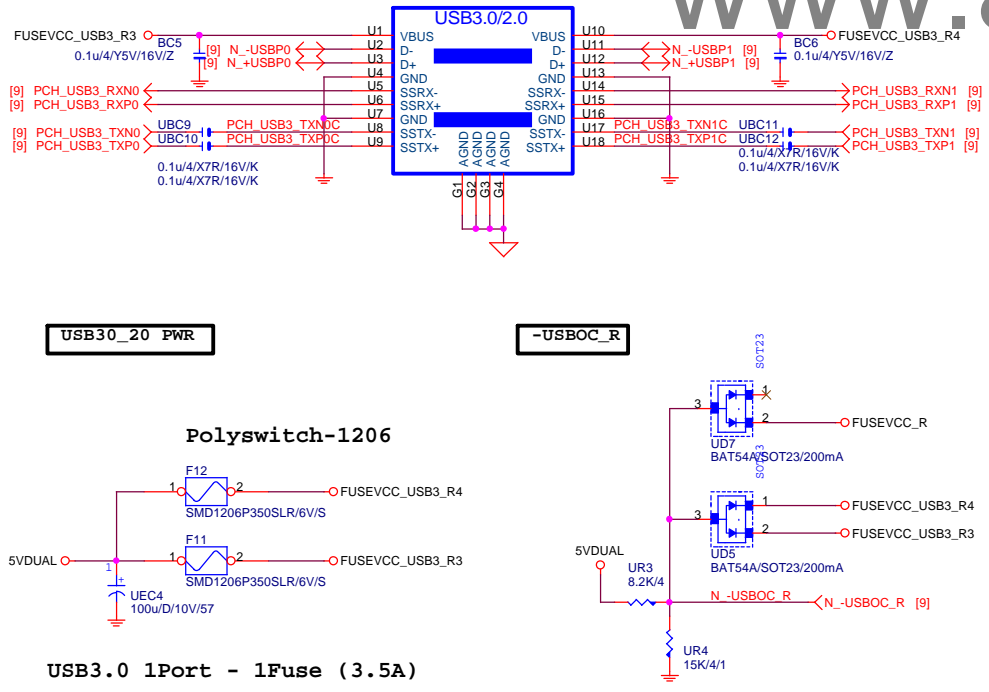 www.
USB3.0/2.0
FUSEVCC_USB3_R3
BC5
0.1u/4/Y5V/16V/Z
U1 VBUS
[9] N_-USBP0 U2 D-
[9] N_+USBP0 U3 D+
U4 GND
[9] PCH_USB3_RXN0 U5 SSRX-
[9] PCH_USB3_RXP0 U6 SSRX+
U7 GND
[9] PCH_USB3_TXN0 UBC9 PCH_USB3_TXN0C U8 SSTX-
[9] PCH_USB3_TXP0 UBC10 PCH_USB3_TXP0C U9 SSTX+
0.1u/4/X7R/16V/K
0.1u/4/X7R/16V/K
VBUS U10 FUSEVCC_USB3_R4
BC6
0.1u/4/Y5V/16V/Z
D- U11 N_-USBP1 [9]
D+ U12 N_+USBP1 [9]
GND U13
SSRX- U14 PCH_USB3_RXN1 [9]
SSRX+ U15 PCH_USB3_RXP1 [9]
GND U16
SSTX- U17 PCH_USB3_TXN1C UBC11 PCH_USB3_TXN1 [9]
SSTX+ U18 PCH_USB3_TXP1C UBC12 PCH_USB3_TXP1 [9]
0.1u/4/X7R/16V/K
0.1u/4/X7R/16V/K
AGND AGND AGND AGND
G1 G2 G3 G4
USB30_20 PWR
Polyswitch-1206
F12
1 2 FUSEVCC_USB3_R4
SMD1206P350SLR/6V/S
F11
5VDUAL 1 2 FUSEVCC_USB3_R3
SMD1206P350SLR/6V/S
1 +
UEC4
100u/D/10V/57
USB3.0 1Port - 1Fuse (3.5A)
-USBOC_R
SOT23
1
3
2 FUSEVCC_R
UD7
BAT54A/SOT23/200mA
SOT23
1 FUSEVCC_USB3_R4
3
2 FUSEVCC_USB3_R3
UD5
BAT54A/SOT23/200mA
5VDUAL
UR3
8.2K/4
N_-USBOC_R N_-USBOC_R [9]
UR4
15K/4/1